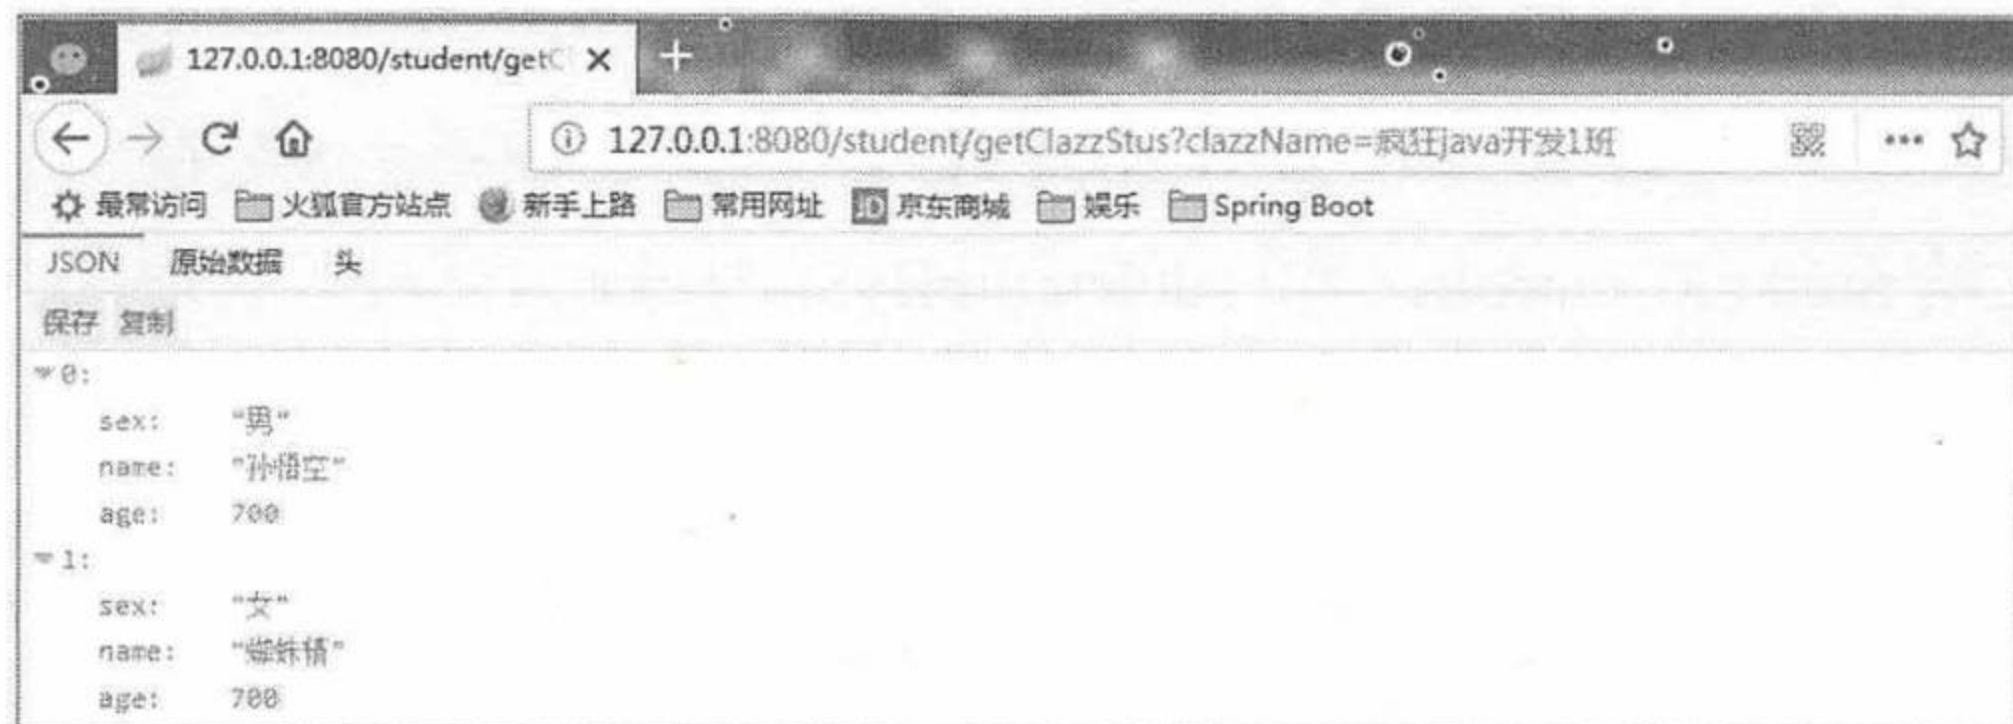 127.0.0.1:8080/student/getC
127.0.0.1:8080/student/getClazzStus?clazzName=疯狂java开发1班
最常访问 火狐官方站点 新手上路 常用网址 JD 京东商城 娱乐 Spring Boot
JSON 原始数据 头
保存 复制
0:
sex: "男"
name: "孙悟空"
age: 700
1:
sex: "女"
name: "蜘蛛精"
age: 700